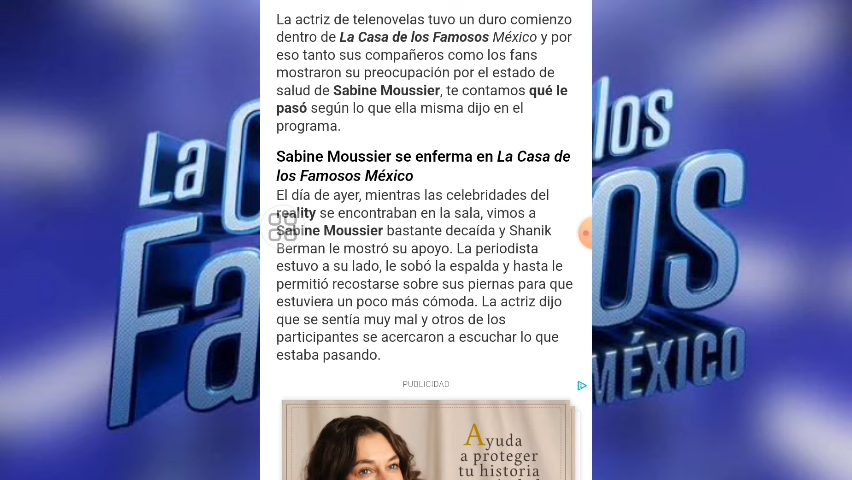 La actriz de telenovelas tuvo un duro comienzo
dentro de La Casa de los Famosos México y por
eso tanto sus compañeros como los fans
mostraron su preocupación por el estado de
salud de Sabine Moussier, te contamos qué le
pasó según lo que ella misma dijo en el
programa.
Sabine Moussier se enferma en La Casa de
los Famosos México
El día de ayer, mientras las celebridades del
reality se encontraban en la sala, vimos a
Sabine Moussier bastante decaída y Shanik
Berman le mostró su apoyo. La periodista
estuvo a su lado, le sobó la espalda y hasta le
permitió recostarse sobre sus piernas para que
estuviera un poco más cómoda. La actriz dijo
que se sentía muy mal y otros de los
participantes se acercaron a escuchar lo que
estaba pasando.
PUBLICIDAD
Ayuda
a proteger
tu historia
La
los
MÉXICO